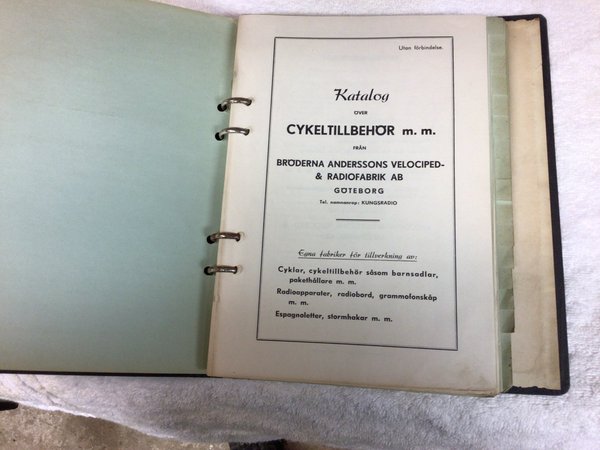 Utan förbindelse.
Katalog
ÖVER
CYKELTILLBEHÖR m. m.
FRÅN
BRÖDERNA ANDERSSONS VELOCIPED-
& RADIOFABRIK AB
GÖTEBORG
Tel. namnanrop: KUNGSRADIO
Egna fabriker för tillverkning av:
Cyklar, cykeltillbehör såsom barnsadlar,
pakethållare m. m.
Radioapparater, radiobord, grammofonskåp
m. m.
Espagnoletter, stormhakar m. m.